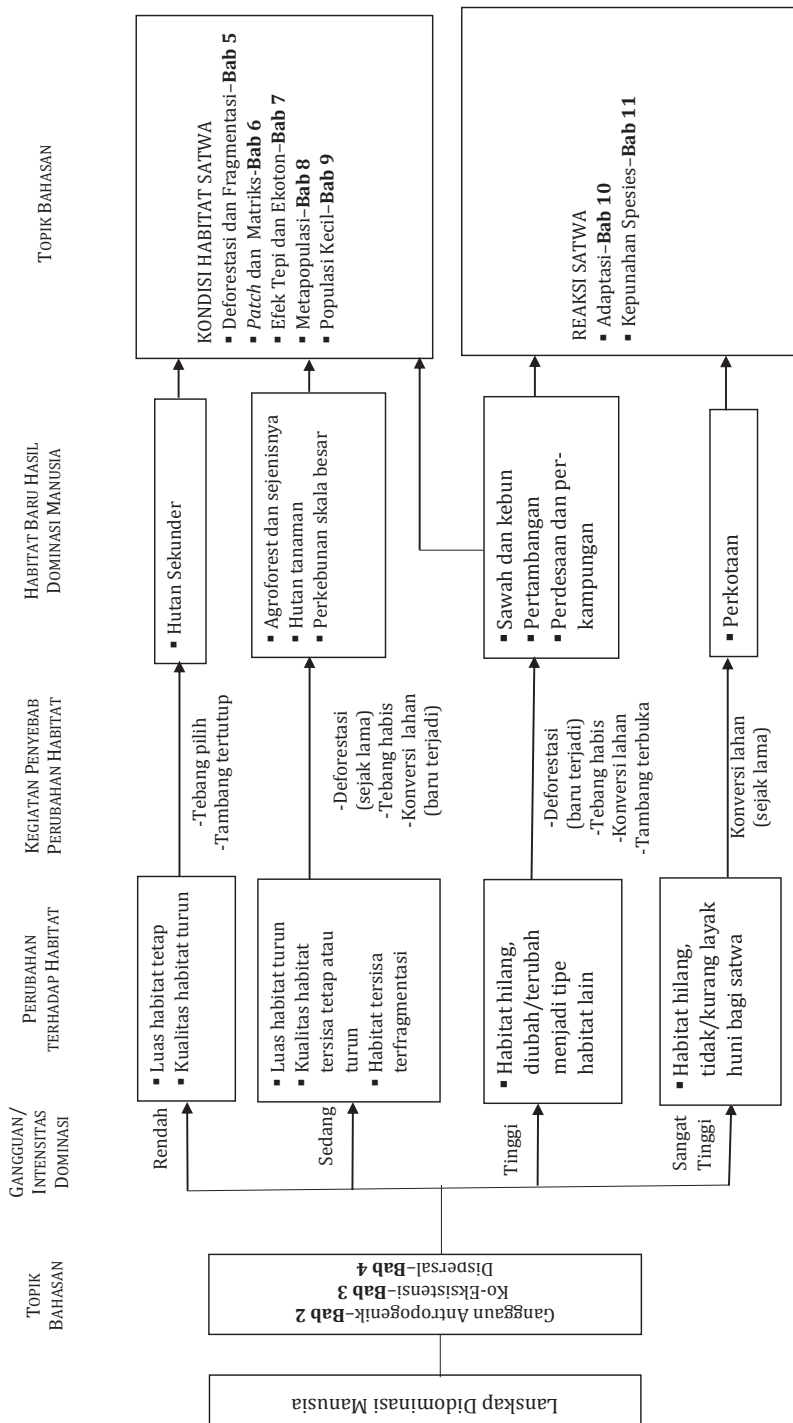 TOPIK
BAHASAN
GANGGUAN/
INTENSITAS
DOMINASI
PERUBAHAN
TERHADAP HABITAT
KEGIATAN PENYEBAB
PERUBAHAN HABITAT
HABITAT BARU HASIL
DOMINASI MANUSIA
TOPIK BAHASAN
Lanskap Didominasi Manusia
Ganggaun Antropogenik–Bab 2
Ko-Eksistensi–Bab 3
Dispersal–Bab 4
Rendah
▪ Luas habitat tetap
▪ Kualitas habitat turun
-Tebang pilih
-Tambang tertutup
▪ Hutan Sekunder
Sedang
▪ Luas habitat turun
▪ Kualitas habitat
tersisa tetap atau
turun
▪ Habitat tersisa
terfragmentasi
-Deforestasi
(sejak lama)
-Tebang habis
-Konversi lahan
(baru terjadi)
▪ Agroforest dan sejenisnya
▪ Hutan tanaman
▪ Perkebunan skala besar
Tinggi
▪ Habitat hilang,
diubah/terubah
menjadi tipe
habitat lain
-Deforestasi
(baru terjadi)
-Tebang habis
-Konversi lahan
-Tambang terbuka
▪ Sawah dan kebun
▪ Pertambangan
▪ Perdesaan dan per-
kampungan
Sangat
Tinggi
▪ Habitat hilang,
tidak/kurang layak
huni bagi satwa
Konversi lahan
(sejak lama)
▪ Perkotaan
KONDISI HABITAT SATWA
▪ Deforestasi dan Fragmentasi–Bab 5
▪ Patch dan Matriks-Bab 6
▪ Efek Tepi dan Ekoton–Bab 7
▪ Metapopulasi–Bab 8
▪ Populasi Kecil–Bab 9
REAKSI SATWA
▪ Adaptasi–Bab 10
▪ Kepunahan Spesies–Bab 11